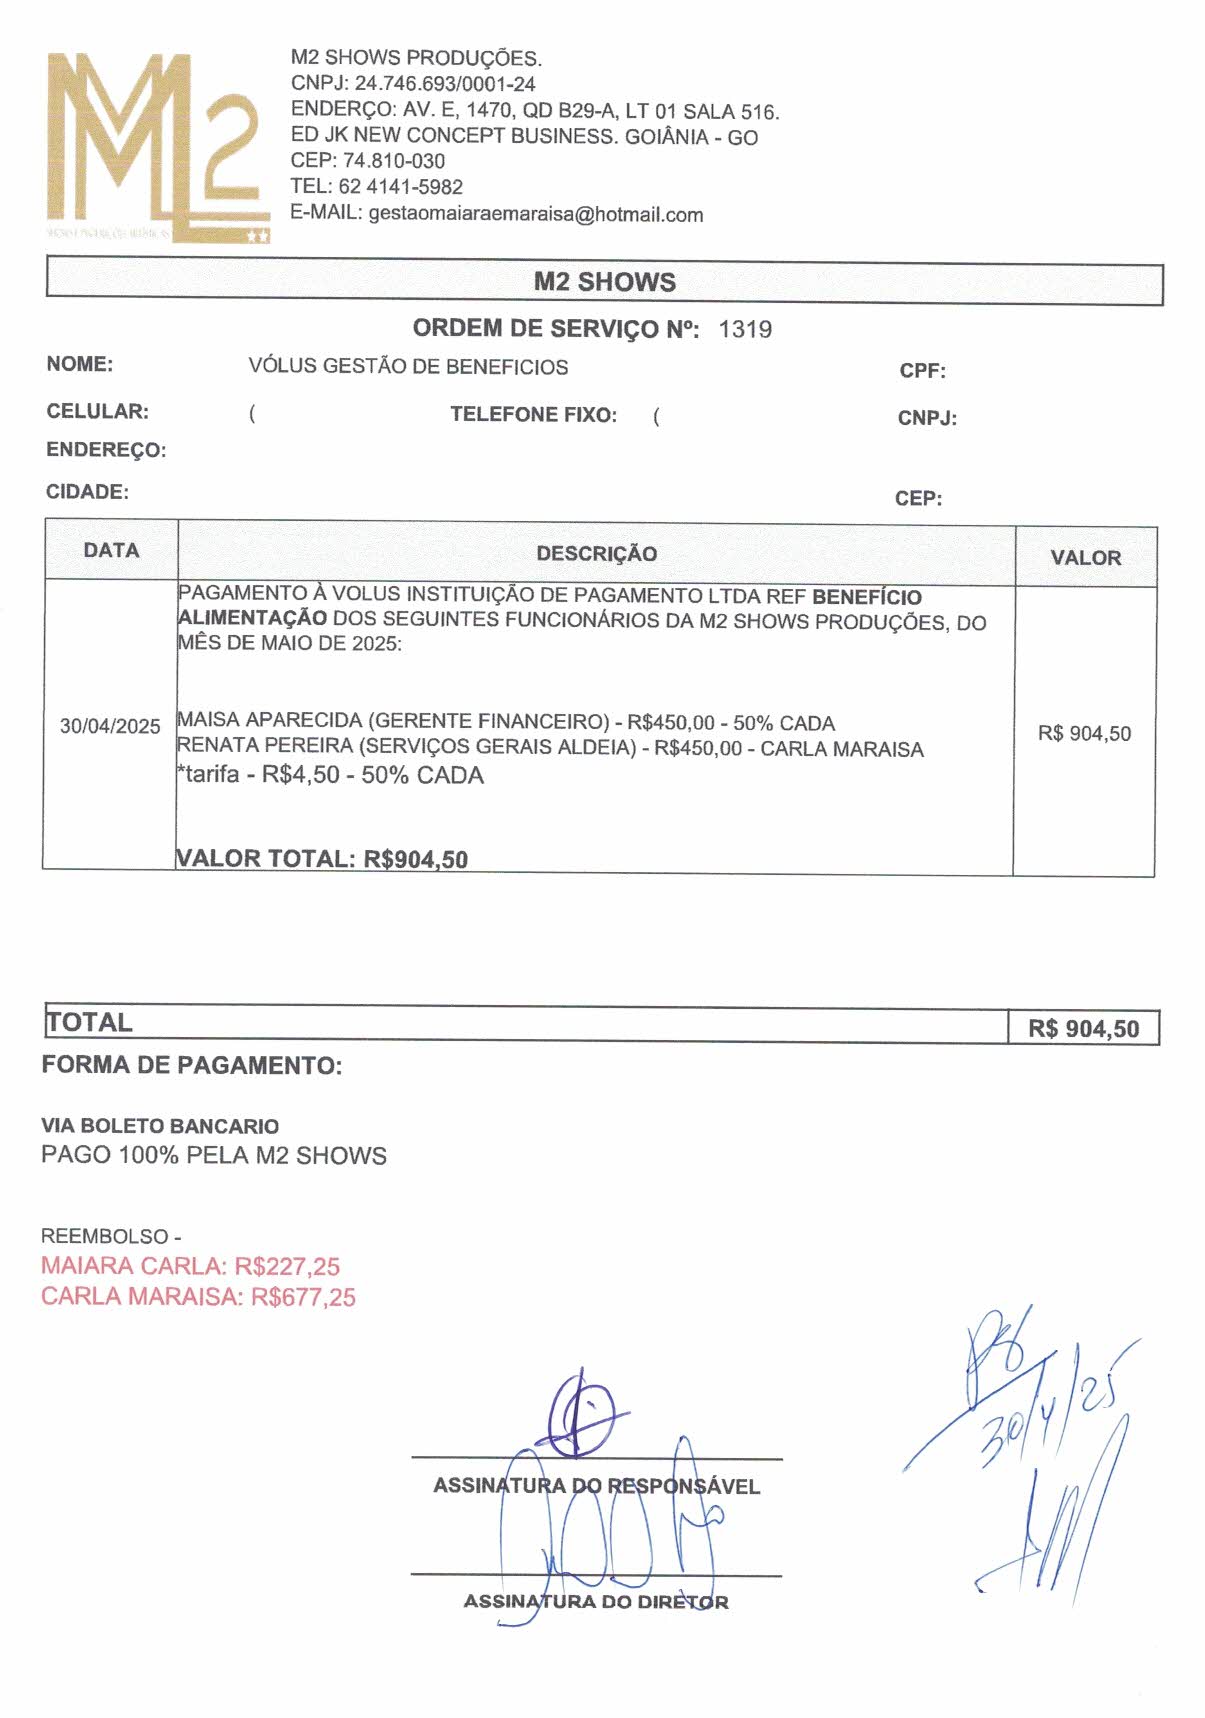 M2 SHOWS PRODUÇÕES.
CNPJ: 24.746.693/0001-24
ENDERÇO: AV. E, 1470, QD B29-A, LT 01 SALA 516.
ED JK NEW CONCEPT BUSINESS. GOIÂNIA - GO
CEP: 74.810-030
TEL: 62 4141-5982
E-MAIL: gestaomaiaraemaraisa@hotmail.com
M2
M2 SHOWS
ORDEM DE SERVIÇO Nº: 1319
NOME: VÓLUS GESTÃO DE BENEFICIOS CPF:
CELULAR: ( TELEFONE FIXO: ( CNPJ:
ENDEREÇO:
CIDADE: CEP:
DATA DESCRIÇÃO VALOR
PAGAMENTO À VOLUS INSTITUIÇÃO DE PAGAMENTO LTDA REF BENEFÍCIO
ALIMENTAÇÃO DOS SEGUINTES FUNCIONÁRIOS DA M2 SHOWS PRODUÇÕES, DO
MÊS DE MAIO DE 2025:
30/04/2025 MAISA APARECIDA (GERENTE FINANCEIRO) - R$450,00 - 50% CADA R$ 904,50
RENATA PEREIRA (SERVIÇOS GERAIS ALDEIA) - R$450,00 - CARLA MARAISA
*tarifa - R$4,50 - 50% CADA
VALOR TOTAL: R$904,50
TOTAL R$ 904,50
FORMA DE PAGAMENTO:
VIA BOLETO BANCARIO
PAGO 100% PELA M2 SHOWS
REEMBOLSO -
MAIARA CARLA: R$227,25
CARLA MARAISA: R$677,25
30/4/25
ASSINATURA DO RESPONSÁVEL
ASSINATURA DO DIRETOR